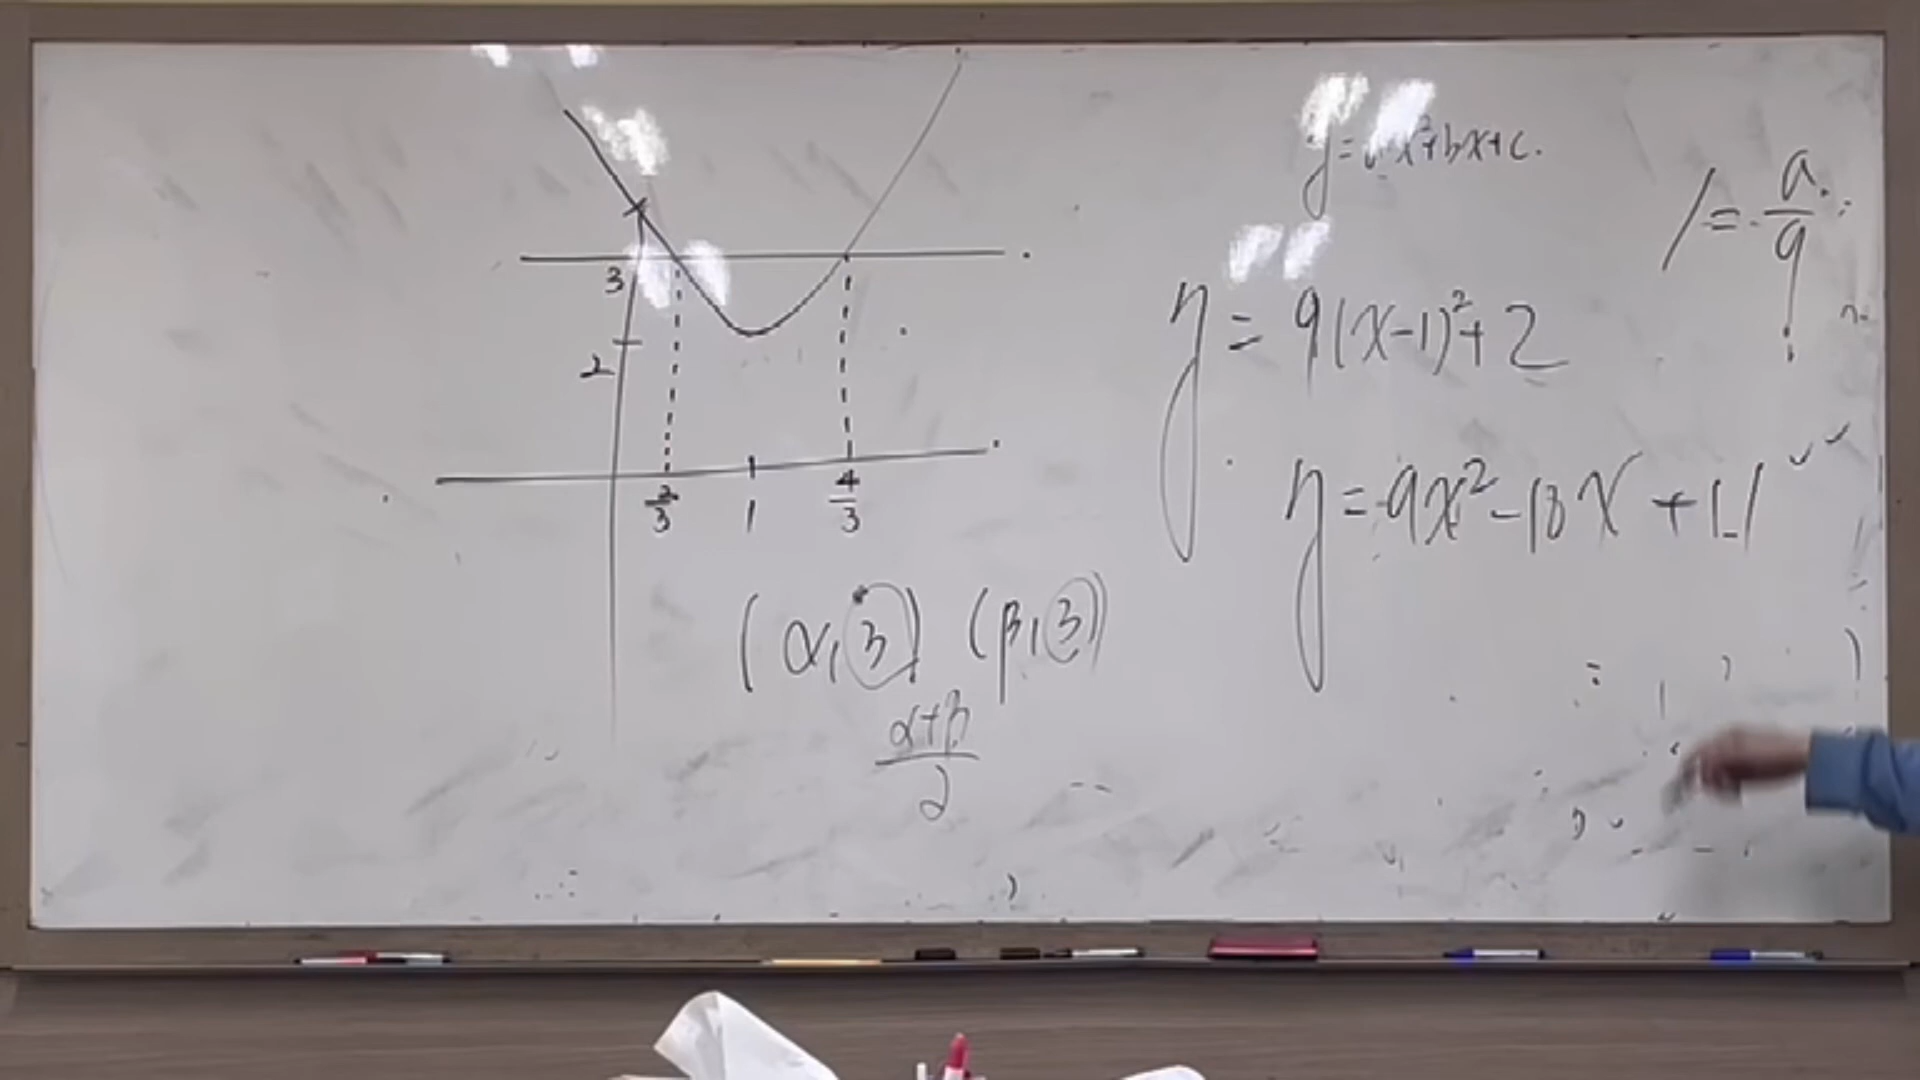 3
2
2/3
1
4/3
(α, 3) (β, 3)
α+β/2
y = ax²+bx+c.
1 = a/9
y = 9(x-1)²+2
y = 9x²-18x+11